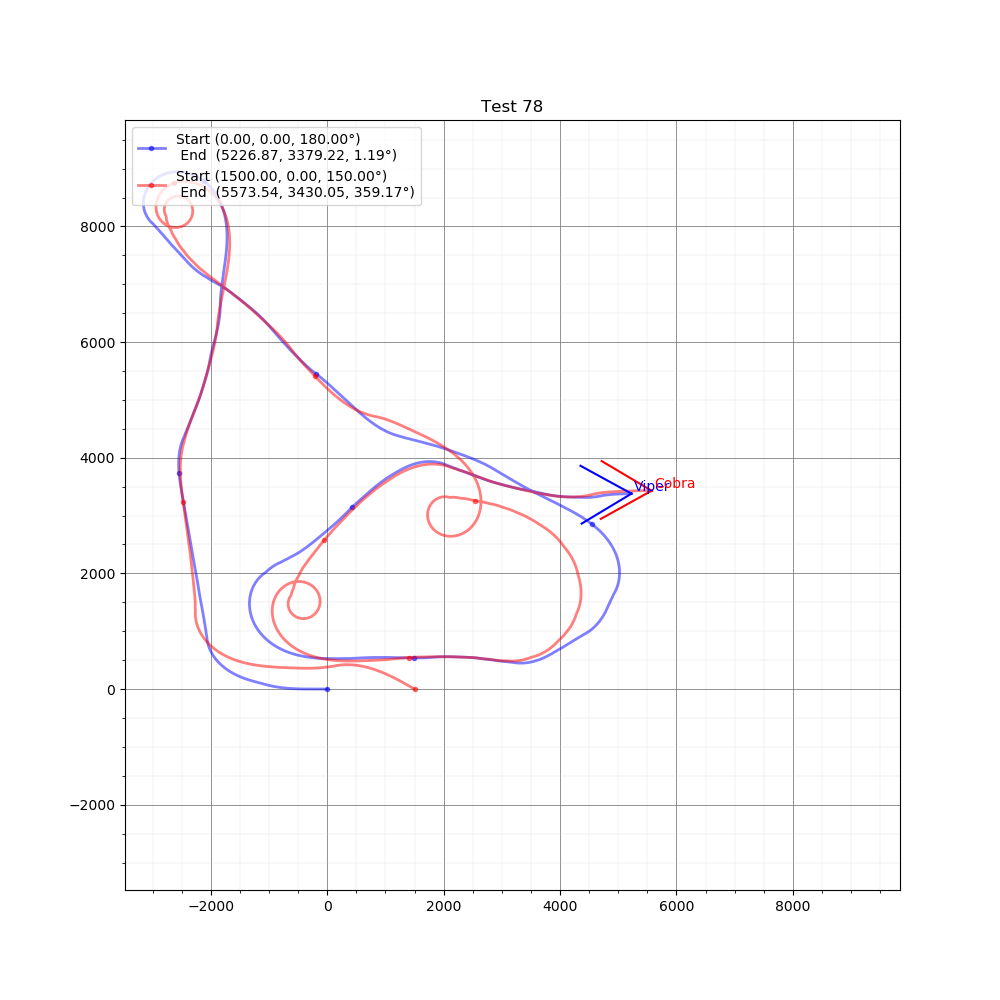 Test 78
Start (0.00, 0.00, 180.00°)
End (5226.87, 3379.22, 1.19°)
Start (1500.00, 0.00, 150.00°)
End (5573.54, 3430.05, 359.17°)
8000
6000
4000
2000
0
−2000
Viper
Cobra
−2000
0
2000
4000
6000
8000